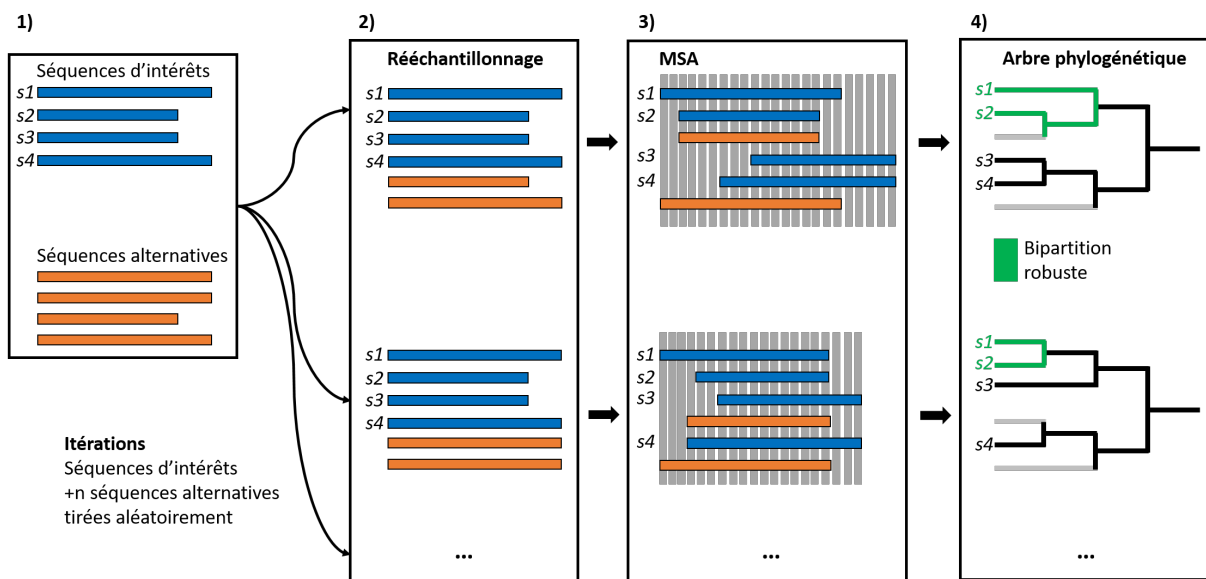 1)
Séquences d'intérêts
s1
s2
s3
s4
Séquences alternatives
Itérations
Séquences d'intérêts
+n séquences alternatives
tirées aléatoirement
2)
Rééchantillonnage
s1
s2
s3
s4
s1
s2
s3
s4
...
3)
MSA
s1
s2
s3
s4
s1
s2
s3
s4
...
4)
Arbre phylogénétique
s1
s2
s3
s4
Bipartition
robuste
s1
s2
s3
s4
...